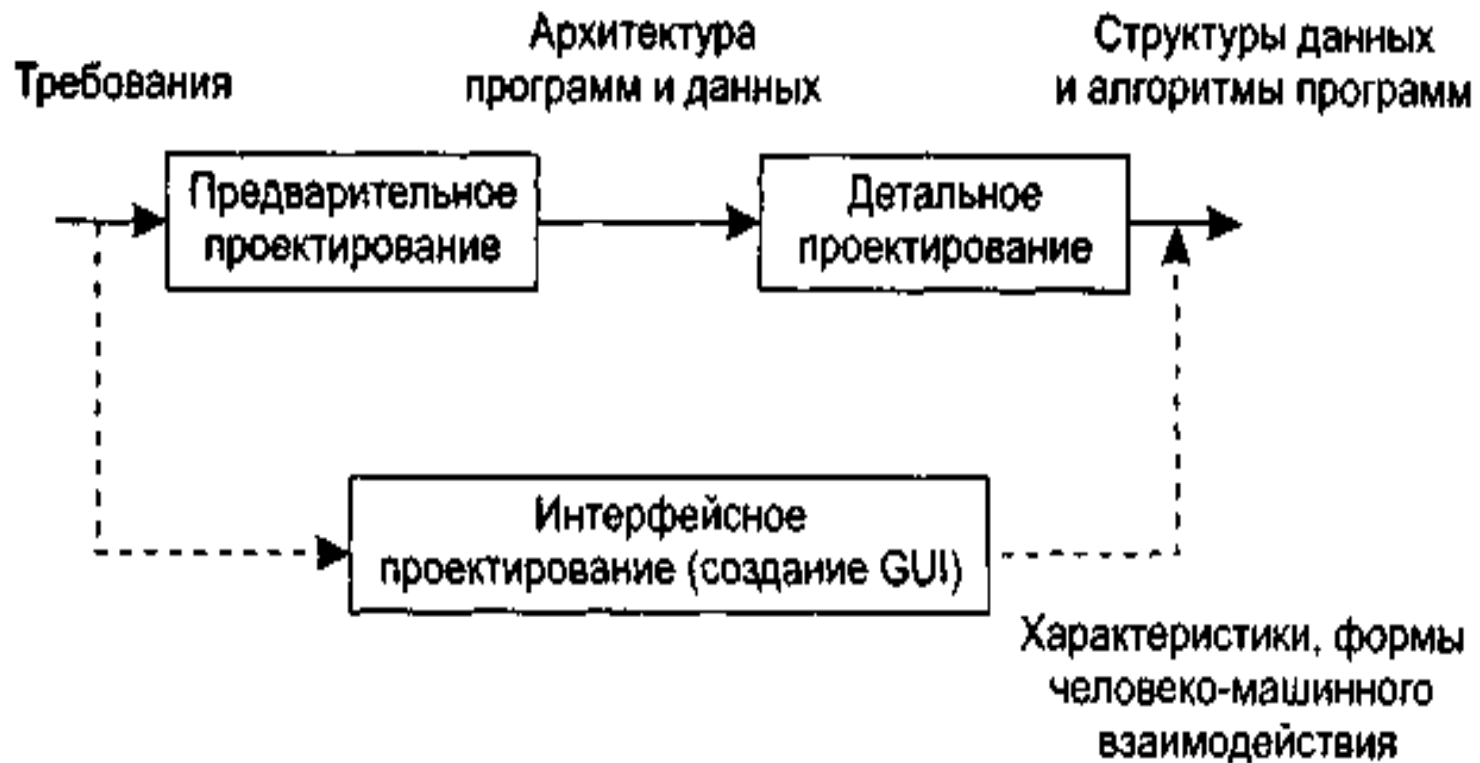 Требования
Архитектура
программ и данных
Структуры данных
и алгоритмы программ
Предварительное
проектирование
Детальное
проектирование
Интерфейсное
проектирование (создание GUI)
Характеристики, формы
человеко-машинного
взаимодействия